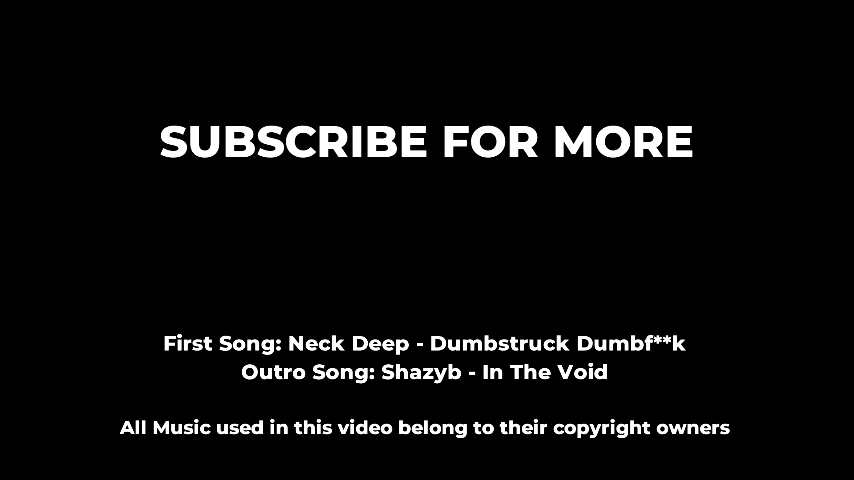 SUBSCRIBE FOR MORE
First Song: Neck Deep - Dumbstruck Dumbf**k
Outro Song: Shazyb - In The Void
All Music used in this video belong to their copyright owners